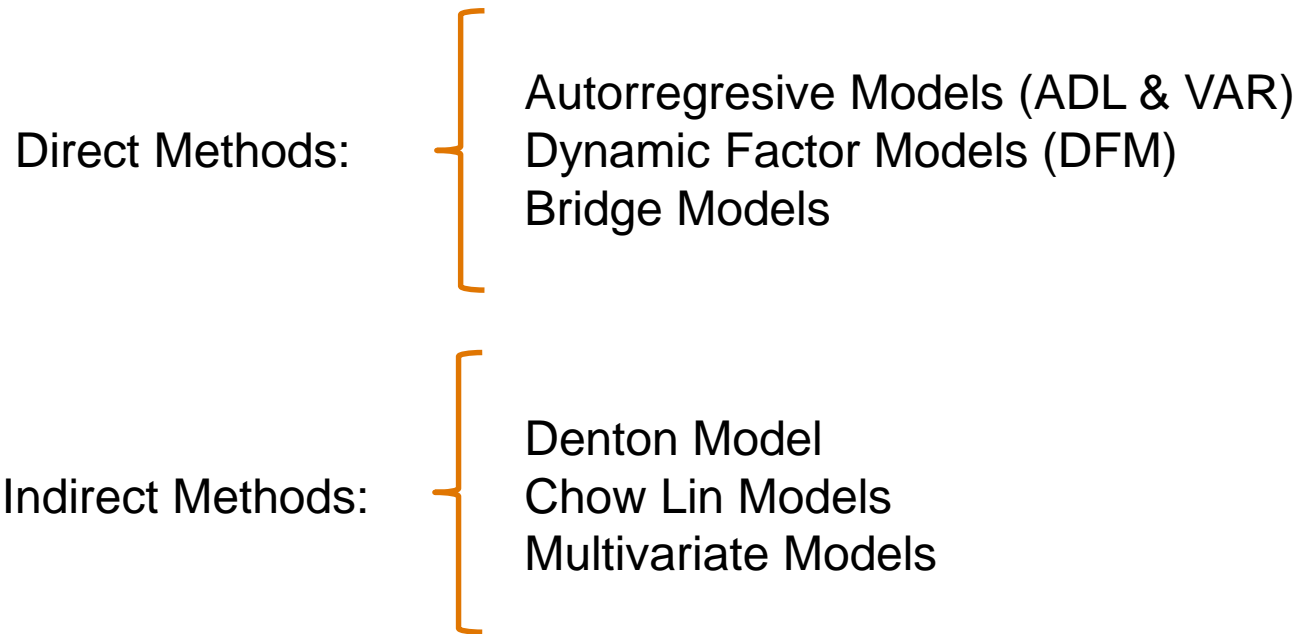 Direct Methods:
Autorregresive Models (ADL & VAR)
Dynamic Factor Models (DFM)
Bridge Models
Indirect Methods:
Denton Model
Chow Lin Models
Multivariate Models